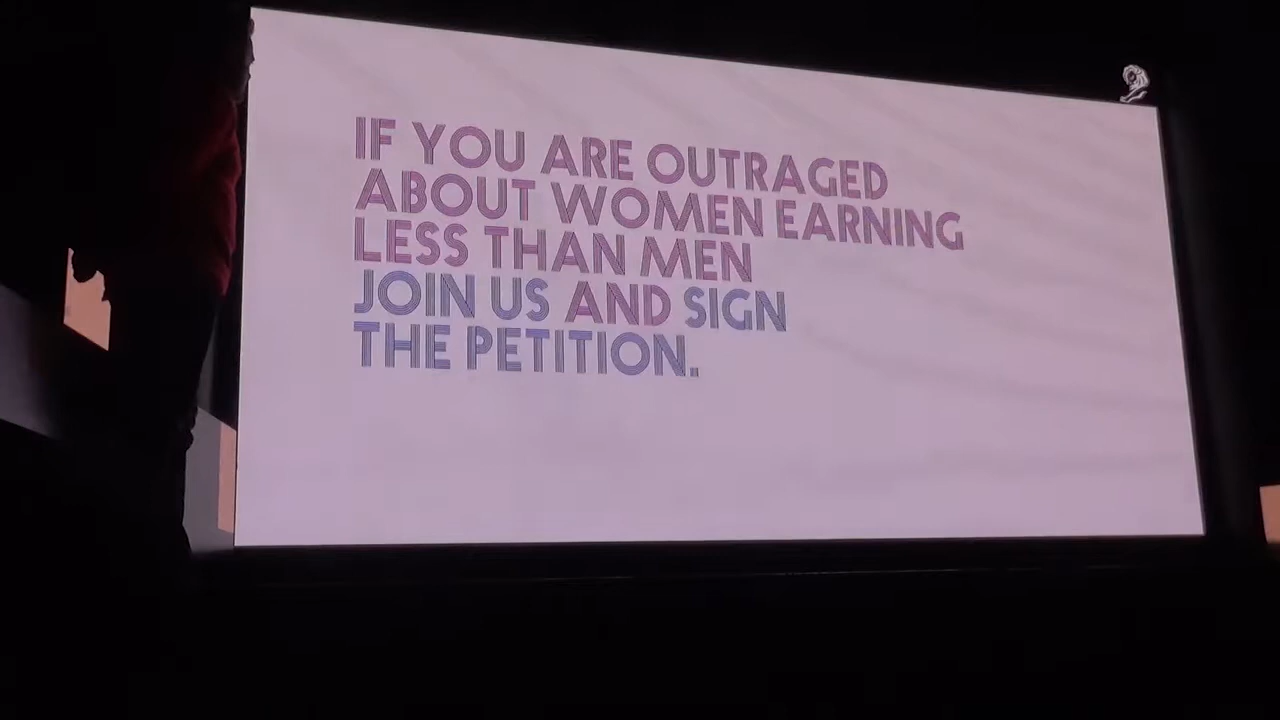 IF YOU ARE OUTRAGED
ABOUT WOMEN EARNING
LESS THAN MEN
JOIN US AND SIGN
THE PETITION.